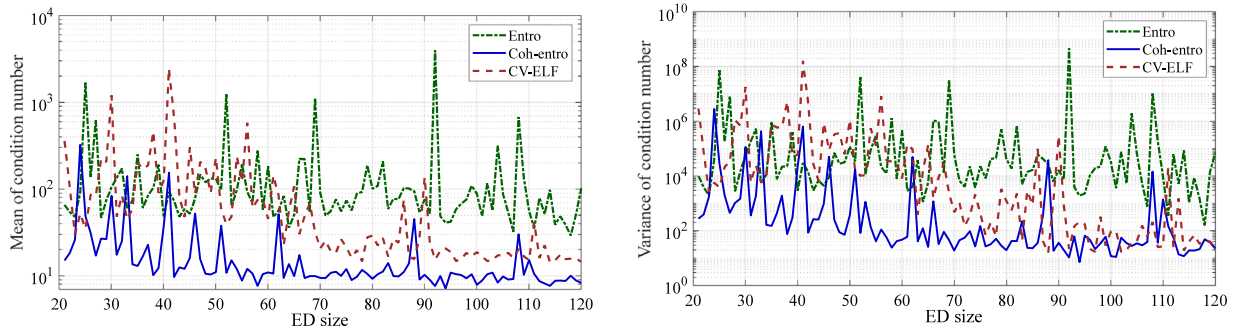 10^4
10^3
10^2
10^1
Mean of condition number
20 30 40 50 60 70 80 90 100 110 120
ED size
Entro
Coh-entro
CV-ELF
10^10
10^8
10^6
10^4
10^2
10^0
Variance of condition number
20 30 40 50 60 70 80 90 100 110 120
ED size
Entro
Coh-entro
CV-ELF